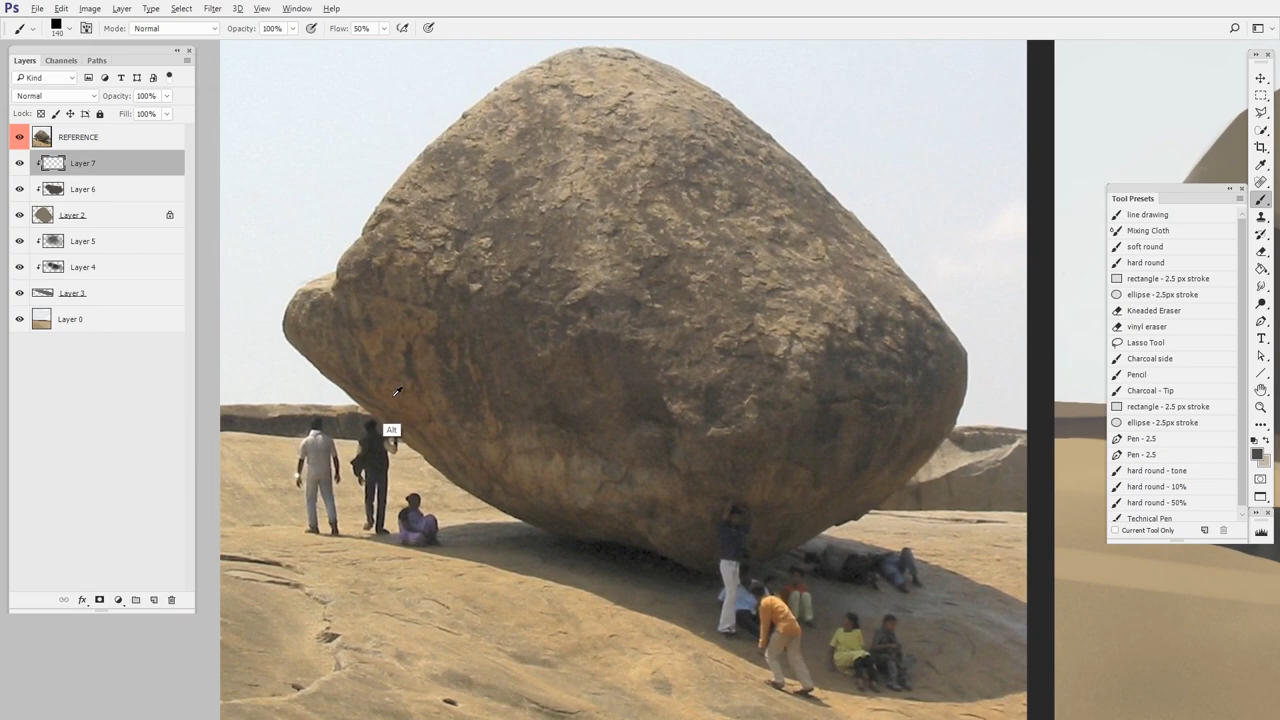 Ps File Edit Image Layer Type Select Filter 3D View Window Help
140 Mode: Normal Opacity: 100% Flow: 50%
Layers Channels Paths
Kind
Normal Opacity: 100%
Lock: Fill: 100%
REFERENCE
Layer 7
Layer 6
Layer 2
Layer 5
Layer 4
Layer 3
Layer 0
fx
Alt
Tool Presets
line drawing
Mixing Cloth
soft round
hard round
rectangle - 2.5 px stroke
ellipse - 2.5px stroke
Kneaded Eraser
vinyl eraser
Lasso Tool
Charcoal side
Pencil
Charcoal - Tip
rectangle - 2.5 px stroke
ellipse - 2.5px stroke
Pen - 2.5
Pen - 2.5
hard round - tone
hard round - 10%
hard round - 50%
Technical Pen
Current Tool Only